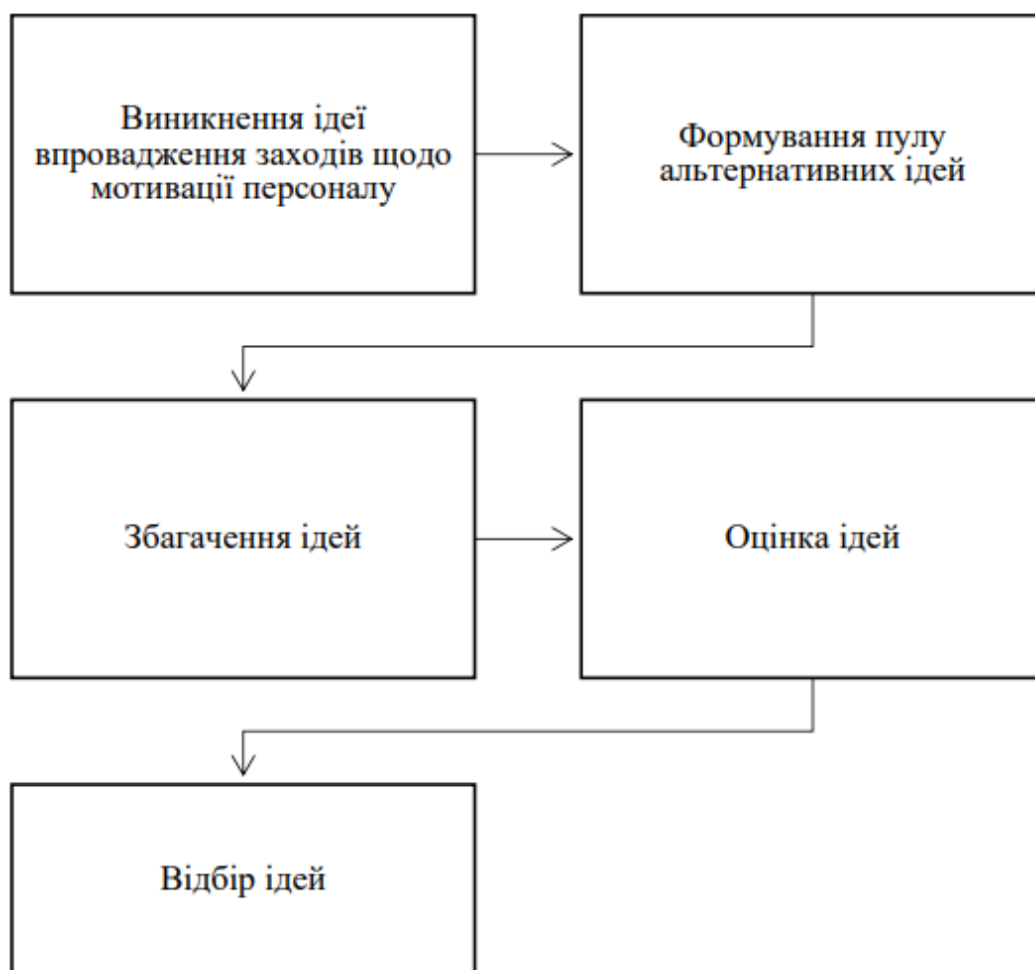 Виникнення ідеї
впровадження заходів щодо
мотивації персоналу
Формування пулу
альтернативних ідей
Збагачення ідей
Оцінка ідей
Відбір ідей